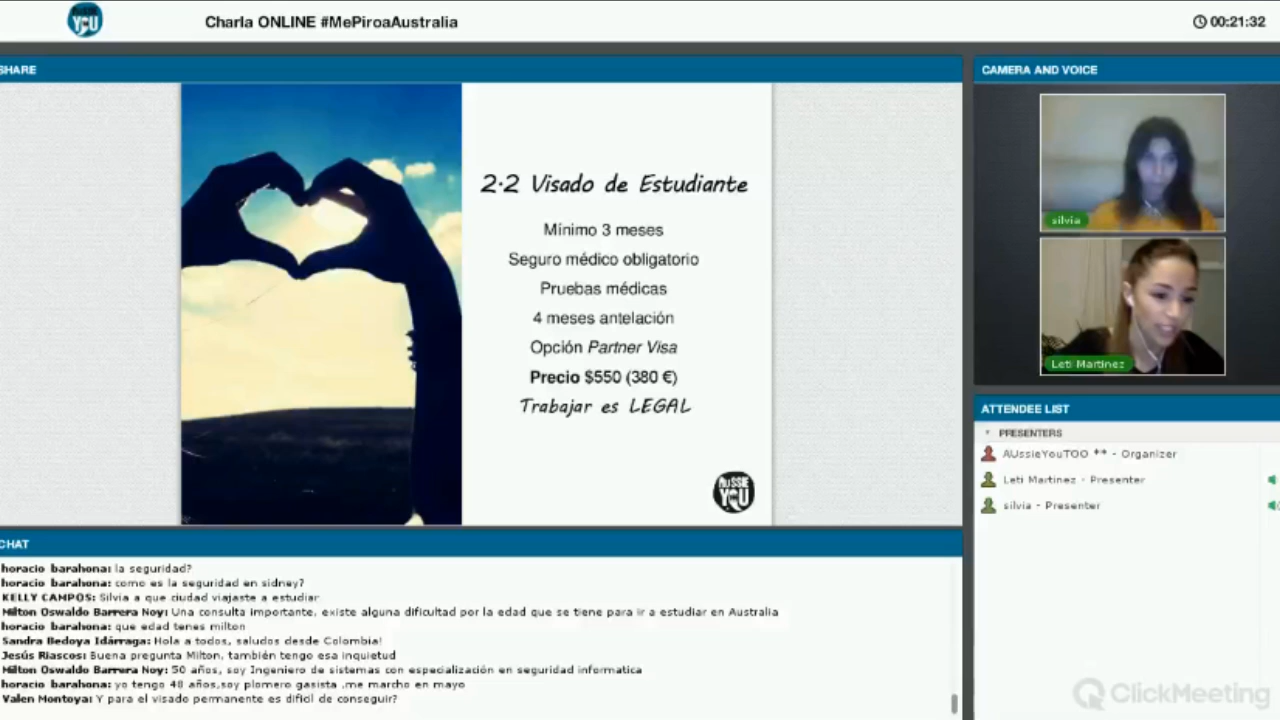 AUSSIE
YOU
Charla ONLINE #MePiroaAustralia
00:21:32
SHARE
CAMERA AND VOICE
2.2 Visado de Estudiante
Mínimo 3 meses
Seguro médico obligatorio
Pruebas médicas
4 meses antelación
Opción Partner Visa
Precio $550 (380 €)
Trabajar es LEGAL
AUSSIE
YOU
silvia
Leti Martinez
ATTENDEE LIST
PRESENTERS
AUssieYouTOO ** - Organizer
Leti Martinez - Presenter
silvia - Presenter
CHAT
horacio barahona: la seguridad?
horacio barahona: como es la seguridad en sidney?
KELLY CAMPOS: Silvia a que ciudad viajaste a estudiar
Milton Oswaldo Barrera Noy: Una consulta importante, existe alguna dificultad por la edad que se tiene para ir a estudiar en Australia
horacio barahona: que edad tenes milton
Sandra Bedoya Idárraga: Hola a todos, saludos desde Colombia!
Jesús Riascos: Buena pregunta Milton, también tengo esa inquietud
Milton Oswaldo Barrera Noy: 50 años, soy Ingeniero de sistemas con especialización en seguridad informatica
horacio barahona: yo tengo 48 años,soy plomero gasista ,me marcho en mayo
Valen Montoya: Y para el visado permanente es dificil de conseguir?
ClickMeeting